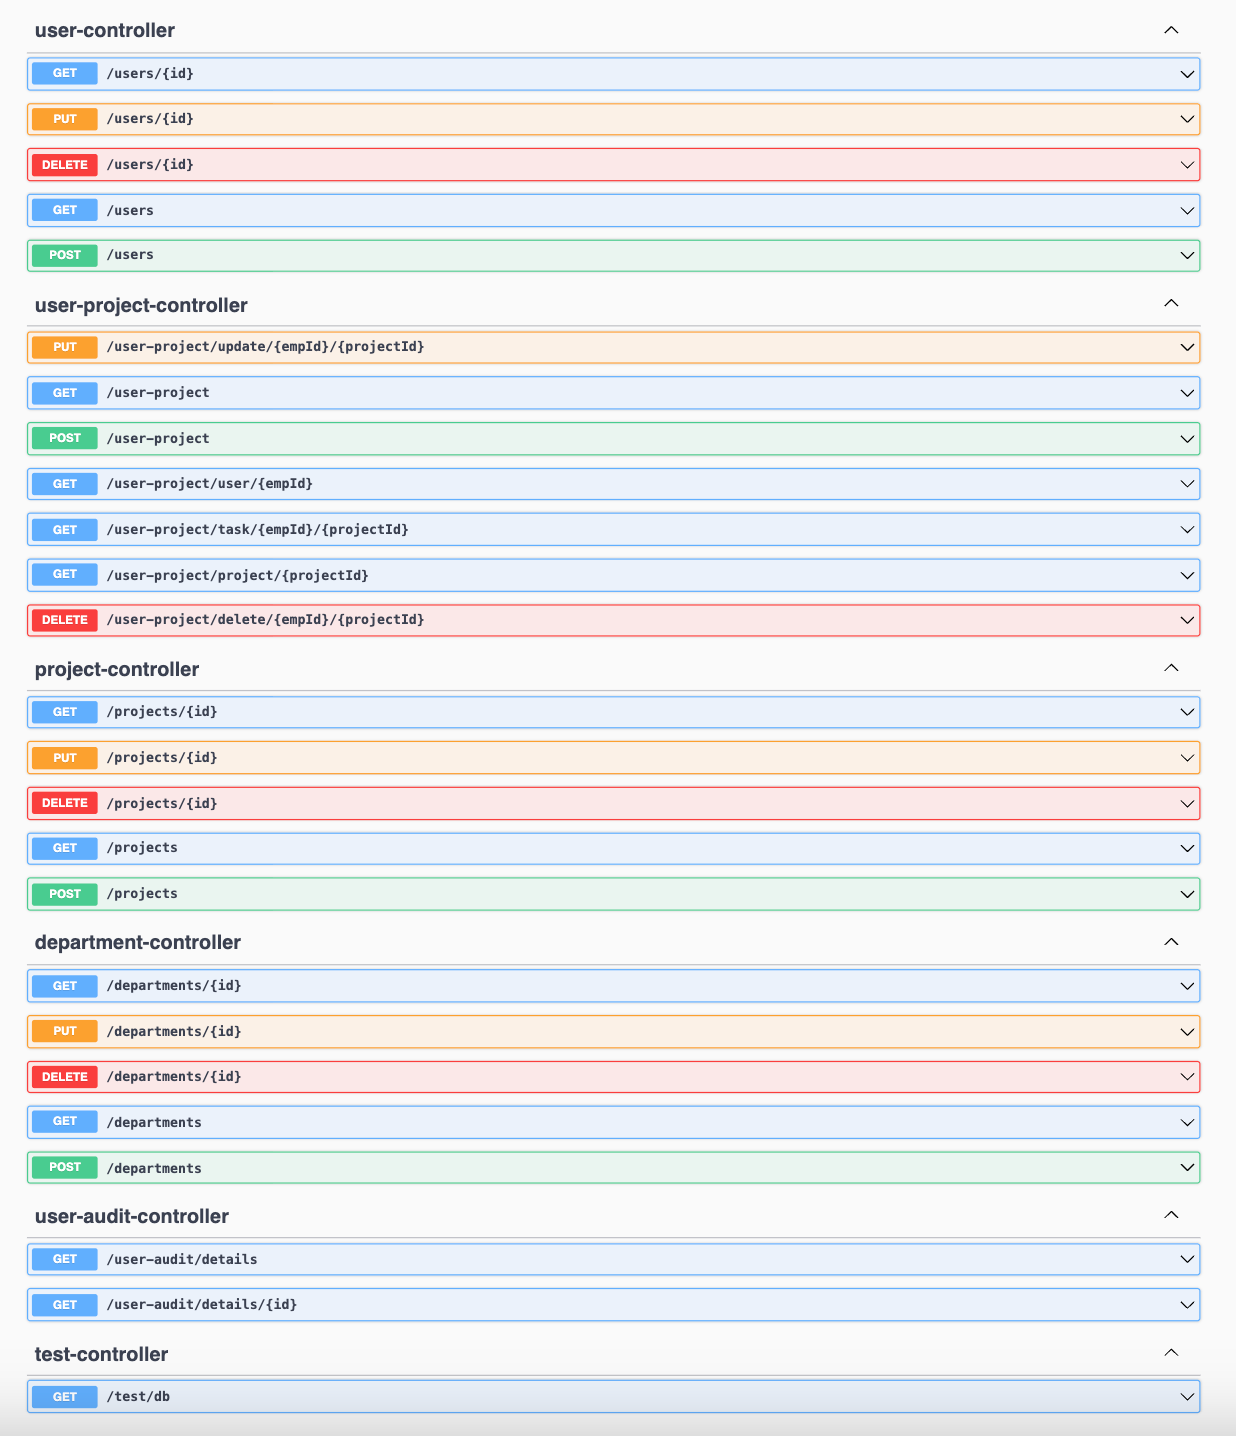 user-controller
GET /users/{id}
PUT /users/{id}
DELETE /users/{id}
GET /users
POST /users
user-project-controller
PUT /user-project/update/{empId}/{projectId}
GET /user-project
POST /user-project
GET /user-project/user/{empId}
GET /user-project/task/{empId}/{projectId}
GET /user-project/project/{projectId}
DELETE /user-project/delete/{empId}/{projectId}
project-controller
GET /projects/{id}
PUT /projects/{id}
DELETE /projects/{id}
GET /projects
POST /projects
department-controller
GET /departments/{id}
PUT /departments/{id}
DELETE /departments/{id}
GET /departments
POST /departments
user-audit-controller
GET /user-audit/details
GET /user-audit/details/{id}
test-controller
GET /test/db